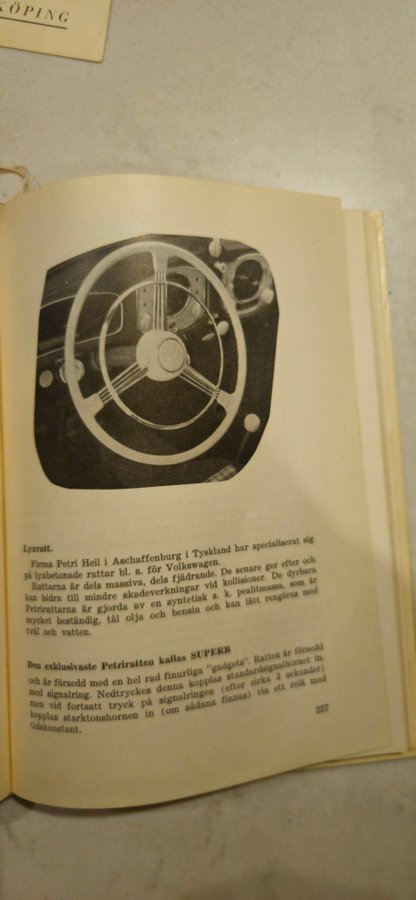 KÖPING
Lyxratt.
Firma Petri Heil i Aschaffenburg i Tyskland har specialiserat sig
på lyxbetonade rattar bl. a. för Volkswagen.
Rattarna är dels massiva, dels fjädrande. De senare ger efter och
kan bidra till mindre skadeverkningar vid kollisioner. De dyrbara
Petrirattarna är gjorda av en syntetisk s. k. pealitmassa, som är
mycket beständig, tål olja och bensin och kan lätt rengöras med
tvål och vatten.
Den exklusivaste Petriratten kallas SUPERB
och är försedd med en hel rad finurliga "gadgets". Ratten är försedd
med signalring. Nedtryckes denna kopplas standardsignalhornet in,
men vid fortsatt tryck på signalringen (efter cirka 3 sekunder)
kopplas starktonshornen in (om sådana finnas) via ett relä med
tidskonstant.
227